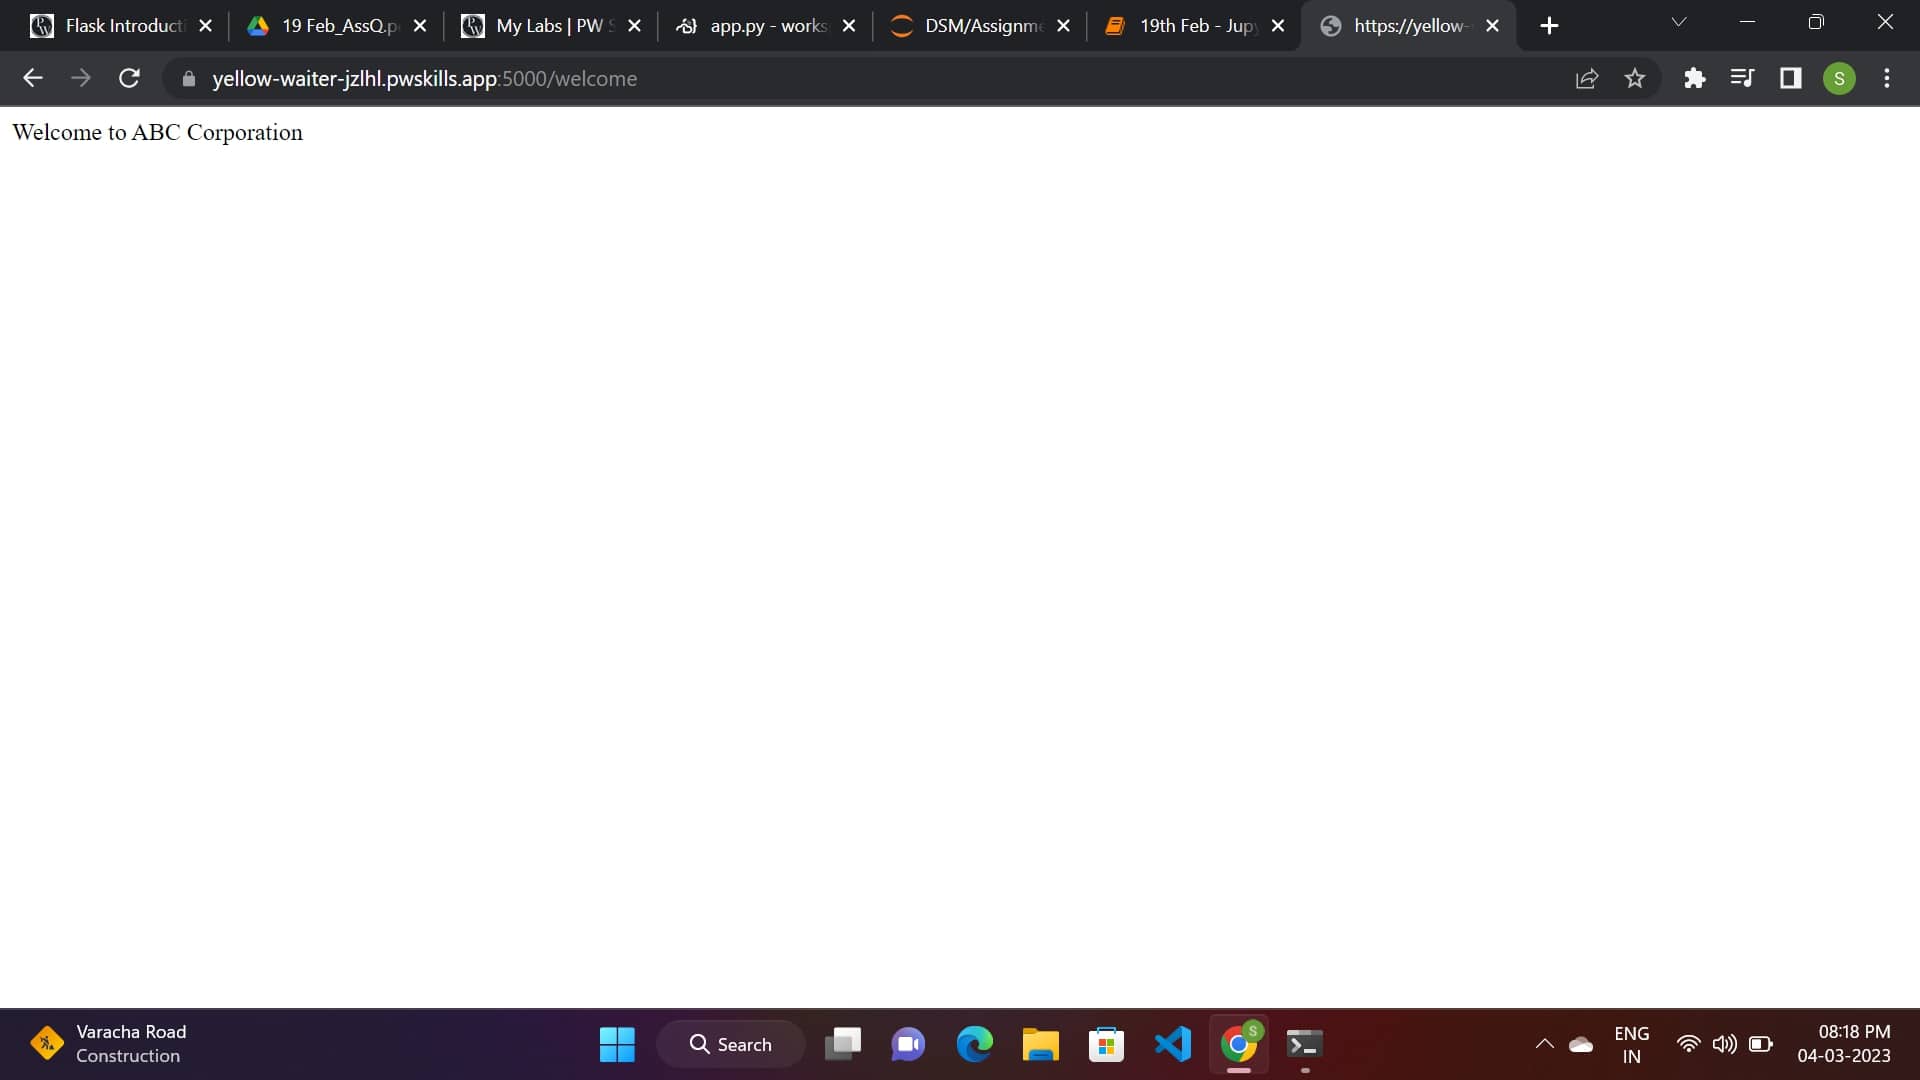 Flask Introducti
19 Feb_AssQ.p
My Labs | PW S
app.py - works
DSM/Assignme
19th Feb - Jupy
https://yellow-
yellow-waiter-jzlhl.pwskills.app:5000/welcome
S
Welcome to ABC Corporation
Varacha Road
Construction
Search
S
ENG
IN
08:18 PM
04-03-2023